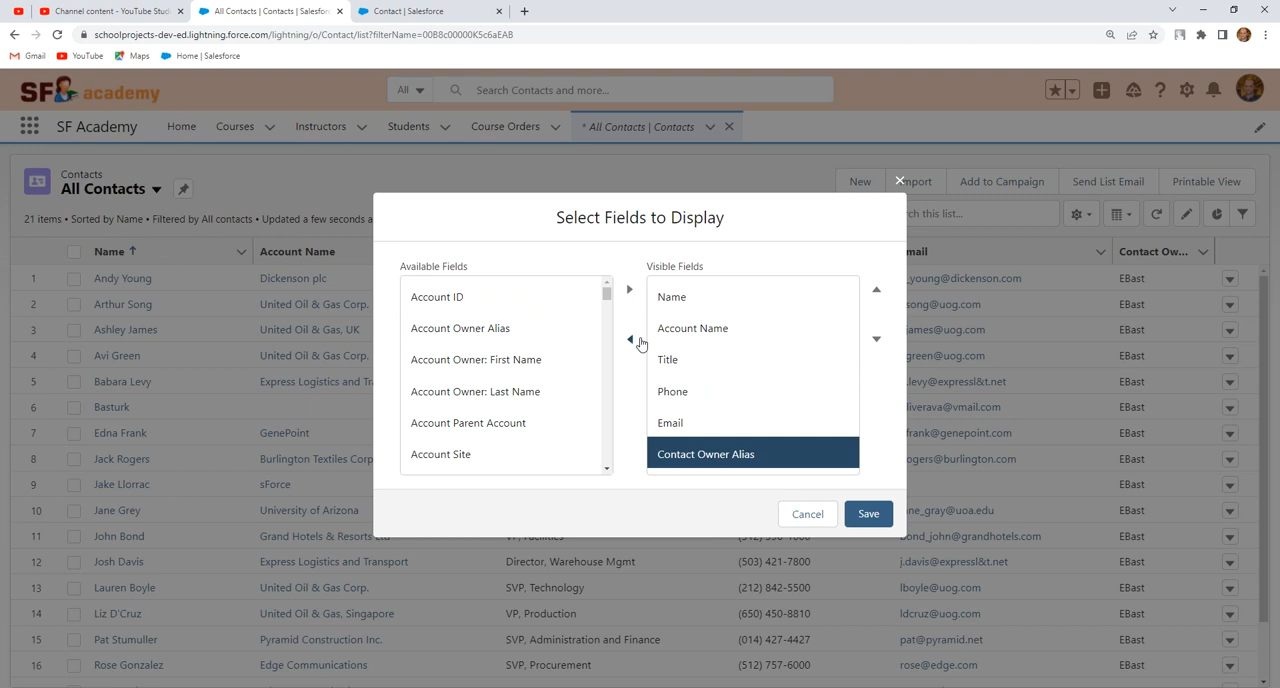 Channel content - YouTube Stud
All Contacts | Contacts | Salesfor
Contact | Salesforce
schoolprojects-dev-ed.lightning.force.com/lightning/o/Contact/list?filterName=00B8c00000K5c6aEAB
Gmail YouTube Maps Home | Salesforce
SF academy
All Search Contacts and more...
SF Academy Home Courses Instructors Students Course Orders * All Contacts | Contacts
Contacts
All Contacts
New Import Add to Campaign Send List Email Printable View
21 items • Sorted by Name • Filtered by All contacts • Updated a few seconds a
rch this list...
Name Account Name mail Contact Ow...
1 Andy Young Dickenson plc _young@dickenson.com EBast
2 Arthur Song United Oil & Gas Corp. song@uog.com EBast
3 Ashley James United Oil & Gas, UK james@uog.com EBast
4 Avi Green United Oil & Gas Corp. green@uog.com EBast
5 Babara Levy Express Logistics and Tr .levy@expressl&t.net EBast
6 Basturk liverava@vmail.com EBast
7 Edna Frank GenePoint frank@genepoint.com EBast
8 Jack Rogers Burlington Textiles Corp ogers@burlington.com EBast
9 Jake Llorrac sForce EBast
10 Jane Grey University of Arizona ne_gray@uoa.edu EBast
11 John Bond Grand Hotels & Resorts Ltd VP, Facilities bond_john@grandhotels.com EBast
12 Josh Davis Express Logistics and Transport Director, Warehouse Mgmt (503) 421-7800 j.davis@expressl&t.net EBast
13 Lauren Boyle United Oil & Gas Corp. SVP, Technology (212) 842-5500 lboyle@uog.com EBast
14 Liz D'Cruz United Oil & Gas, Singapore VP, Production (650) 450-8810 ldcruz@uog.com EBast
15 Pat Stumuller Pyramid Construction Inc. SVP, Administration and Finance (014) 427-4427 pat@pyramid.net EBast
16 Rose Gonzalez Edge Communications SVP, Procurement (512) 757-6000 rose@edge.com EBast
Select Fields to Display
Available Fields
Account ID
Account Owner Alias
Account Owner: First Name
Account Owner: Last Name
Account Parent Account
Account Site
Visible Fields
Name
Account Name
Title
Phone
Email
Contact Owner Alias
Cancel Save